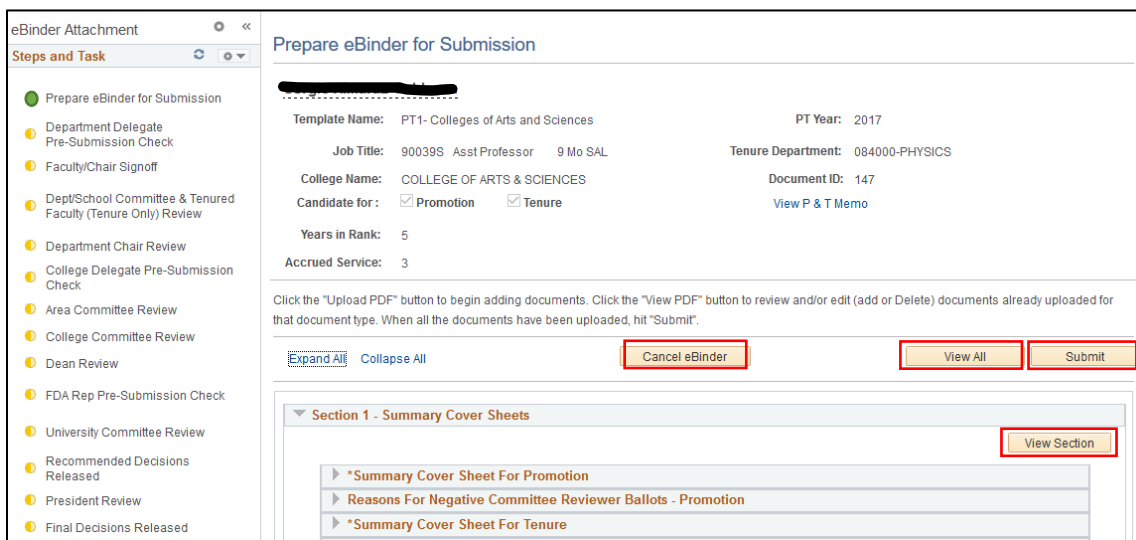 eBinder Attachment
Steps and Task
Prepare eBinder for Submission
Department Delegate
Pre-Submission Check
Faculty/Chair Signoff
Dept/School Committee & Tenured
Faculty (Tenure Only) Review
Department Chair Review
College Delegate Pre-Submission
Check
Area Committee Review
College Committee Review
Dean Review
FDA Rep Pre-Submission Check
University Committee Review
Recommended Decisions
Released
President Review
Final Decisions Released
Prepare eBinder for Submission
Template Name: PT1- Colleges of Arts and Sciences PT Year: 2017
Job Title: 90039S Asst Professor 9 Mo SAL Tenure Department: 084000-PHYSICS
College Name: COLLEGE OF ARTS & SCIENCES Document ID: 147
Candidate for : Promotion Tenure View P & T Memo
Years in Rank: 5
Accrued Service: 3
Click the "Upload PDF" button to begin adding documents. Click the "View PDF" button to review and/or edit (add or Delete) documents already uploaded for
that document type. When all the documents have been uploaded, hit "Submit".
Expand All Collapse All Cancel eBinder View All Submit
Section 1 - Summary Cover Sheets
View Section
*Summary Cover Sheet For Promotion
Reasons For Negative Committee Reviewer Ballots - Promotion
*Summary Cover Sheet For Tenure